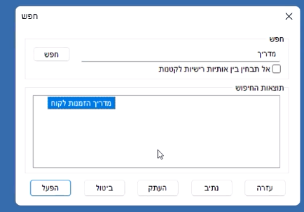 חפש
חפש
מדריך
חפש
אל תבחין בין אותיות רישיות לקטנות
תוצאות החיפוש
מדריך הזמנות לקוח
עזרה
נתיב
העתק
ביטול
הפעל